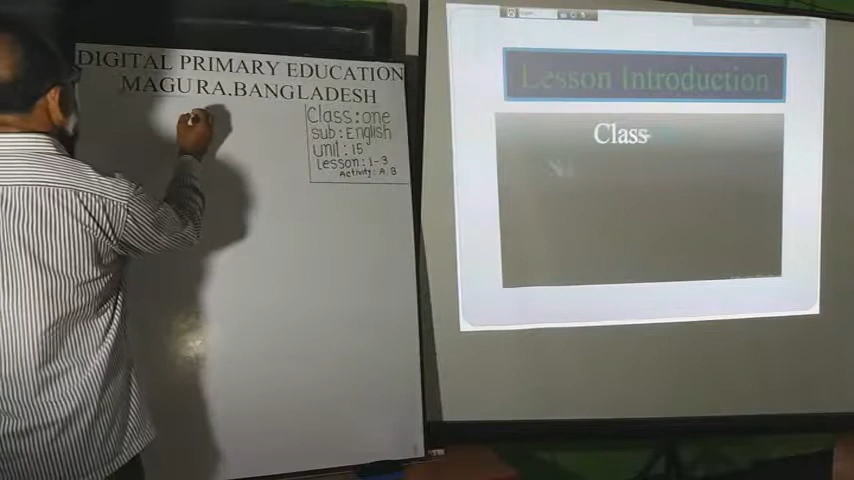 DIGITAL PRIMARY EDUCATION
MAGURA.BANGLADESH
Class : one
sub : English
unit : 15
Lesson : 1-3
Activity : A, B
Lesson Introduction
Class-